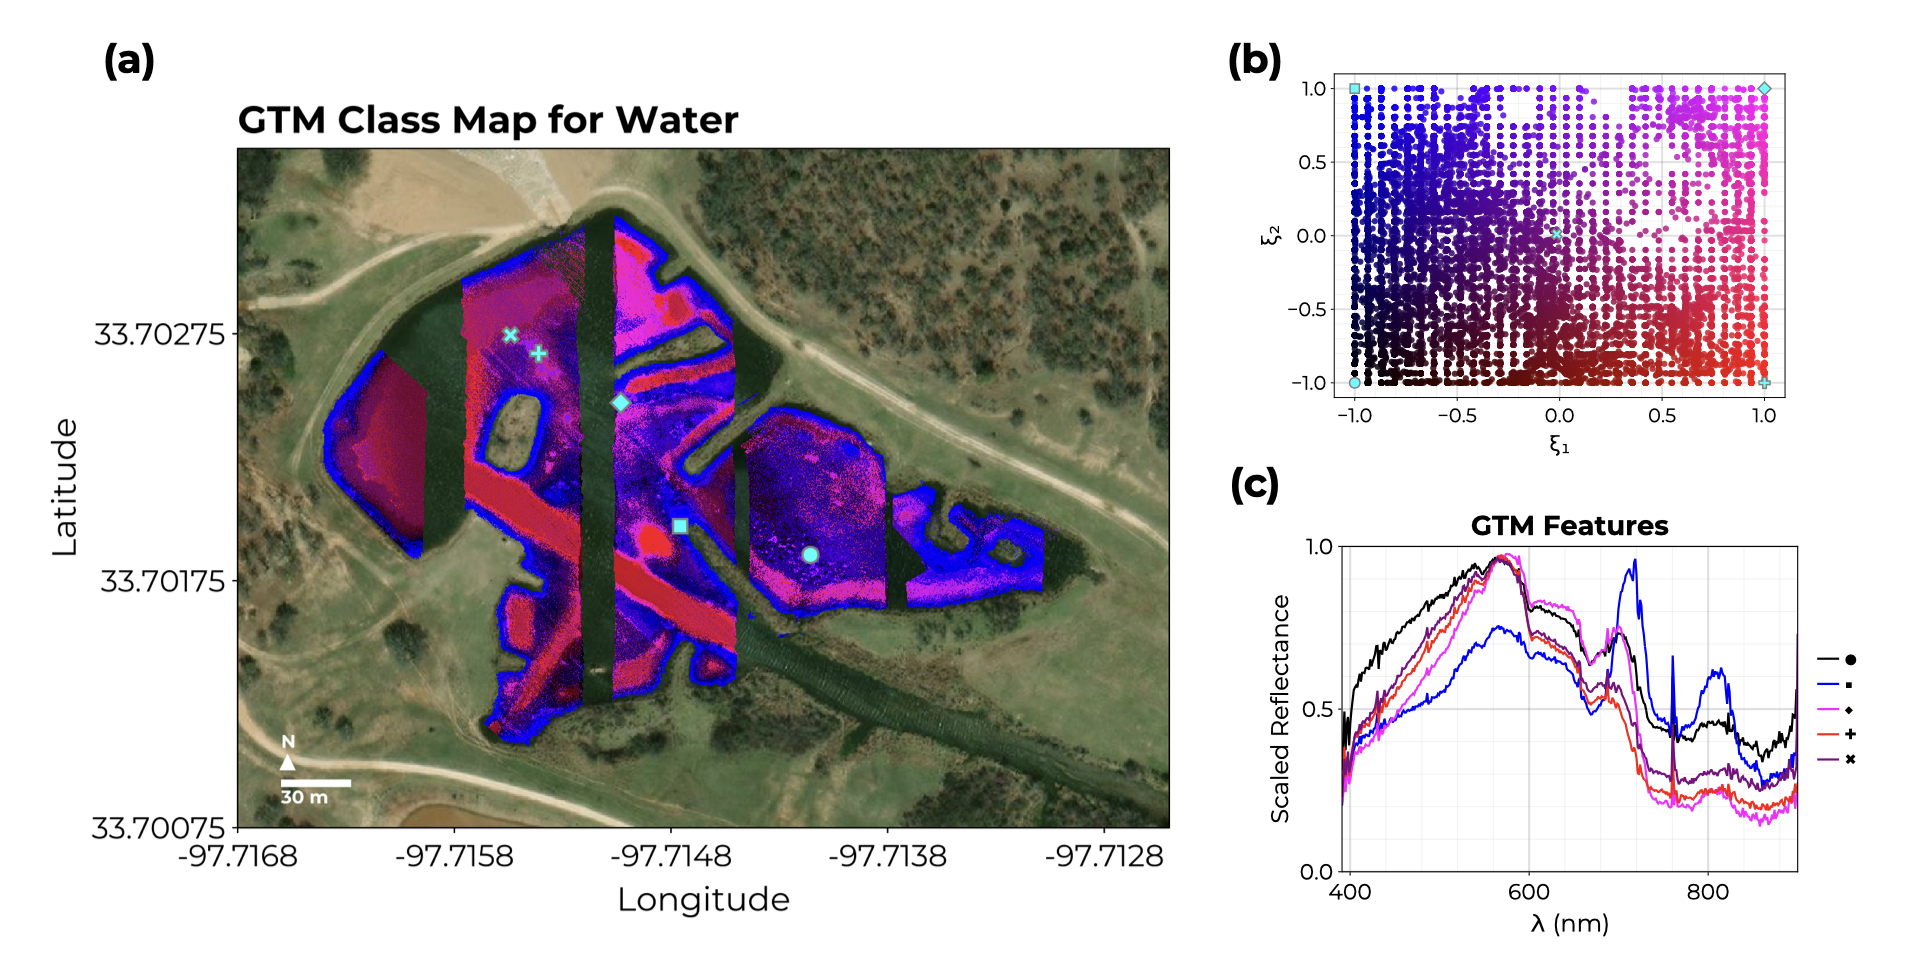 (a)
GTM Class Map for Water
33.70275
33.70175
33.70075
Latitude
N
30 m
-97.7168
-97.7158
-97.7148
-97.7138
-97.7128
Longitude
(b)
1.0
0.5
0.0
−0.5
−1.0
ξ₂
−1.0
−0.5
0.0
0.5
1.0
ξ₁
(c)
GTM Features
1.0
0.5
0.0
Scaled Reflectance
400
600
800
λ (nm)